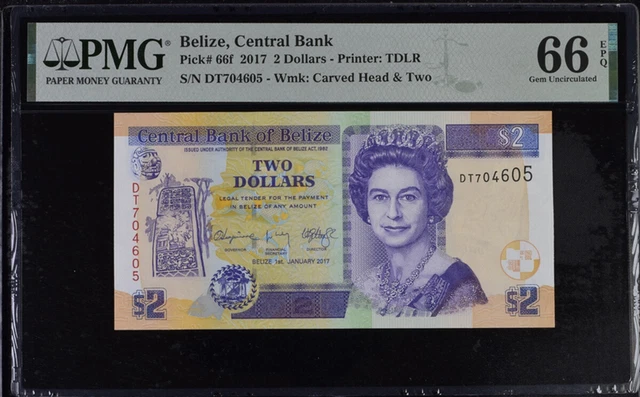 PMG
PAPER MONEY GUARANTY
Belize, Central Bank
Pick# 66f 2017 2 Dollars - Printer: TDLR
S/N DT704605 - Wmk: Carved Head & Two
66 EPQ
Gem Uncirculated
Central Bank of Belize
ISSUED UNDER AUTHORITY OF THE CENTRAL BANK OF BELIZE ACT, 1982
$2
TWO
DOLLARS
DT704605
LEGAL TENDER FOR THE PAYMENT
IN BELIZE OF ANY AMOUNT
DT704605
GOVERNOR
DIRECTOR
BELIZE 1st. JANUARY 2017
$2
2
$2